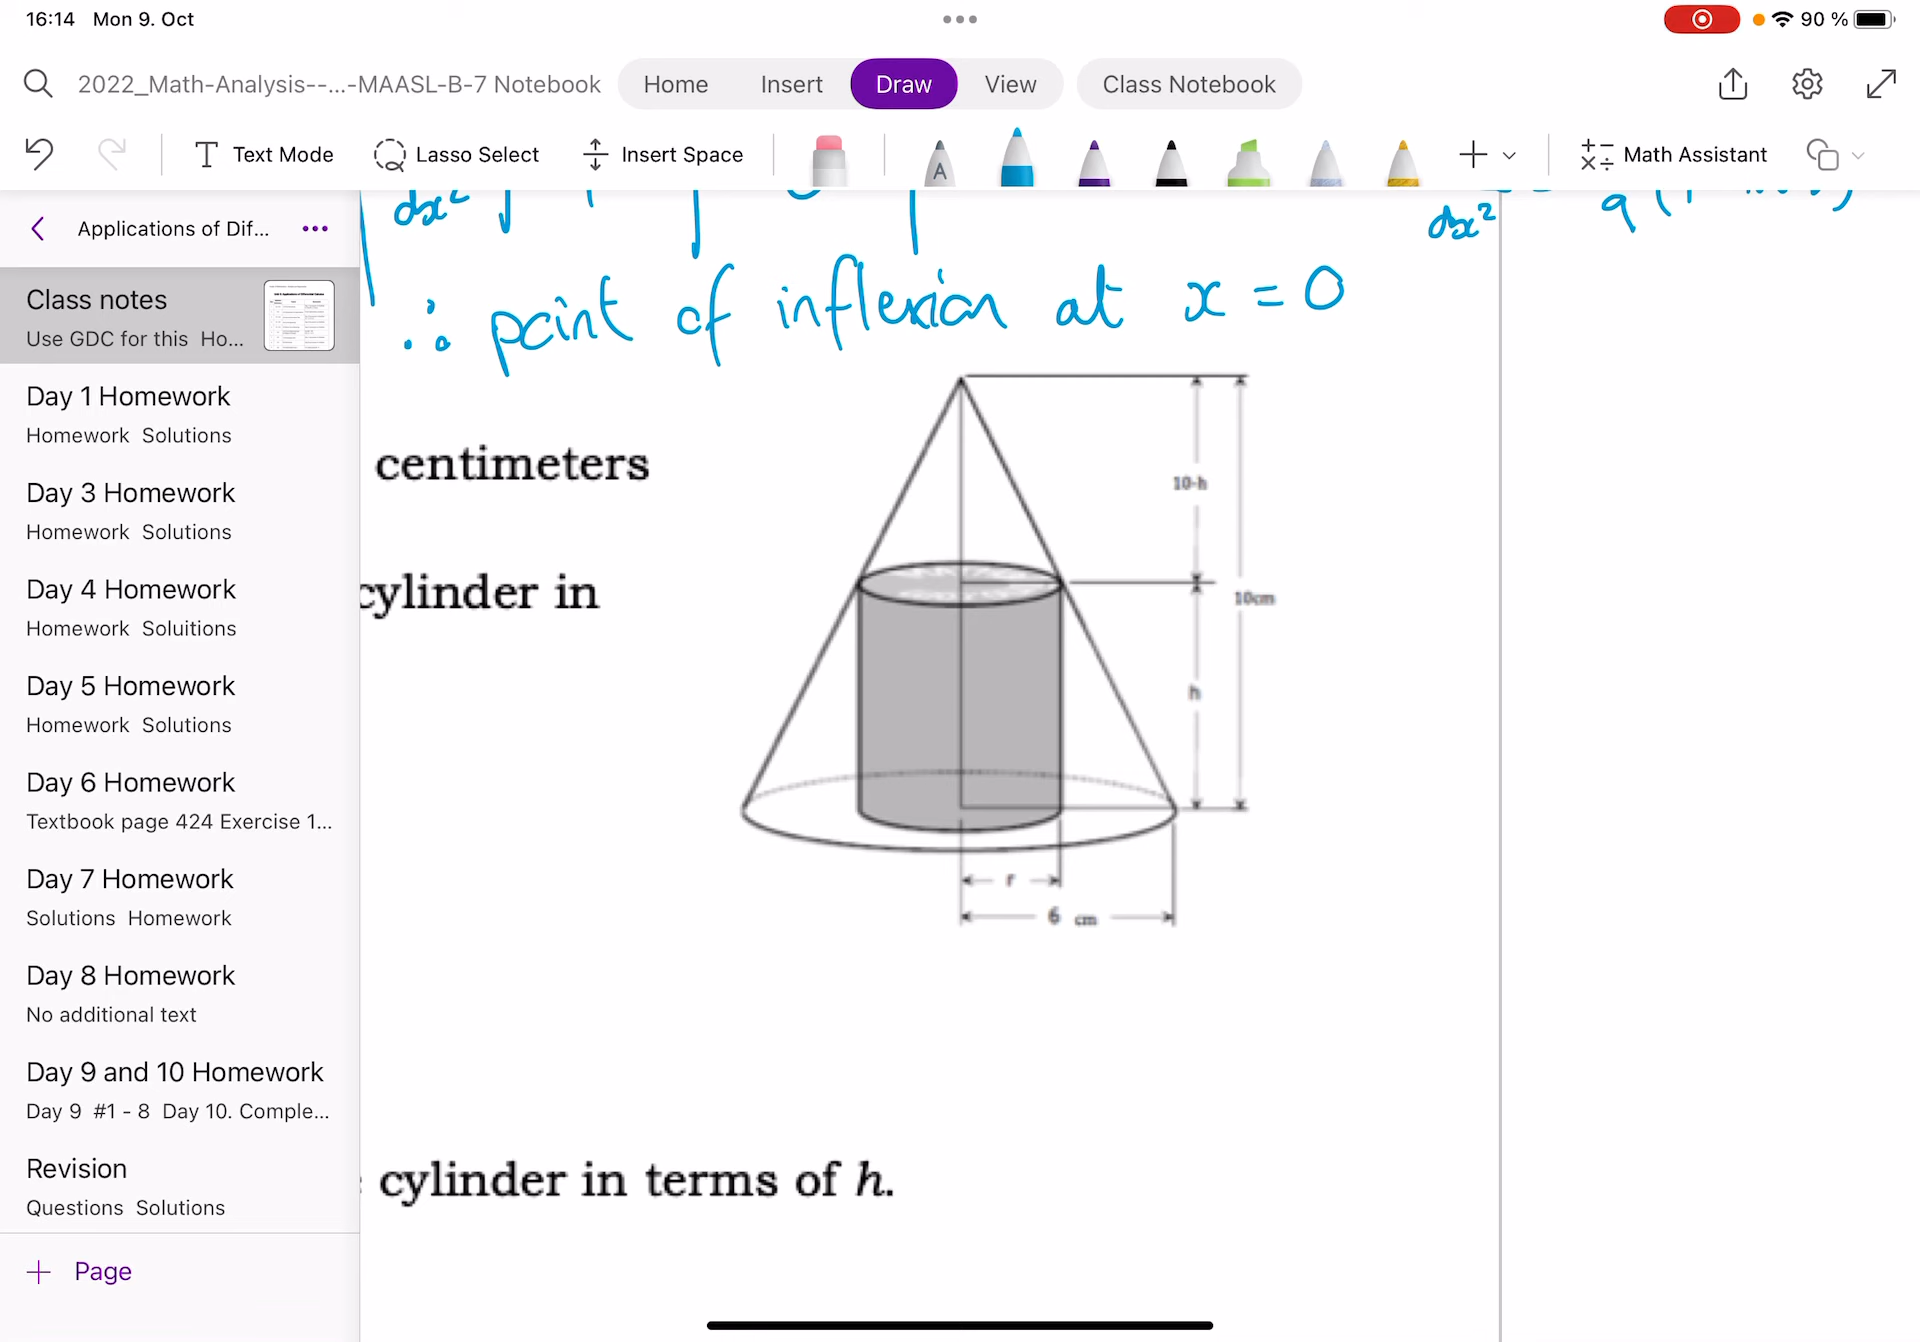 16:14 Mon 9. Oct
90 %
2022_Math-Analysis--...-MAASL-B-7 Notebook
Home Insert Draw View Class Notebook
Text Mode Lasso Select Insert Space A Math Assistant
Applications of Dif...
Class notes
Use GDC for this Ho...
Day 1 Homework
Homework Solutions
Day 3 Homework
Homework Solutions
Day 4 Homework
Homework Soluitions
Day 5 Homework
Homework Solutions
Day 6 Homework
Textbook page 424 Exercise 1...
Day 7 Homework
Solutions Homework
Day 8 Homework
No additional text
Day 9 and 10 Homework
Day 9 #1 - 8 Day 10. Comple...
Revision
Questions Solutions
Page
dx²
dx²
∴ point of inflexion at x = 0
centimeters
cylinder in
10-h
10cm
h
r
6 cm
cylinder in terms of h.